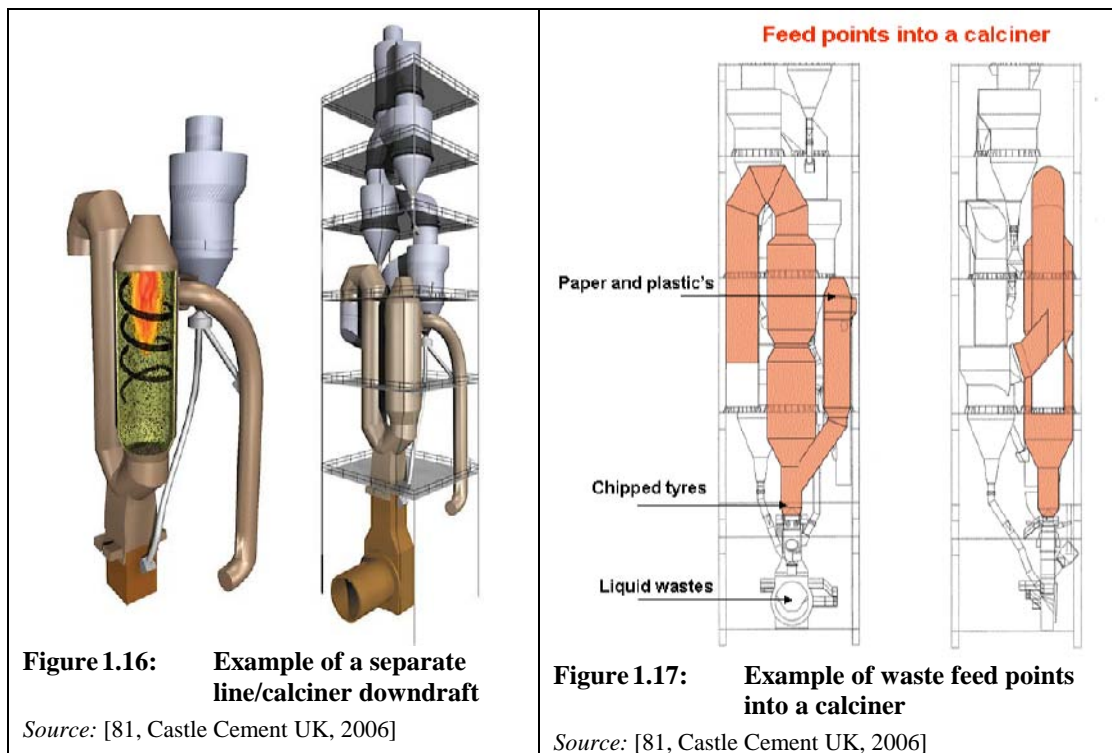 Figure 1.16: Example of a separate
line/calciner downdraft
Source: [81, Castle Cement UK, 2006]
Feed points into a calciner
Paper and plastic's
Chipped tyres
Liquid wastes
Figure 1.17: Example of waste feed points
into a calciner
Source: [81, Castle Cement UK, 2006]